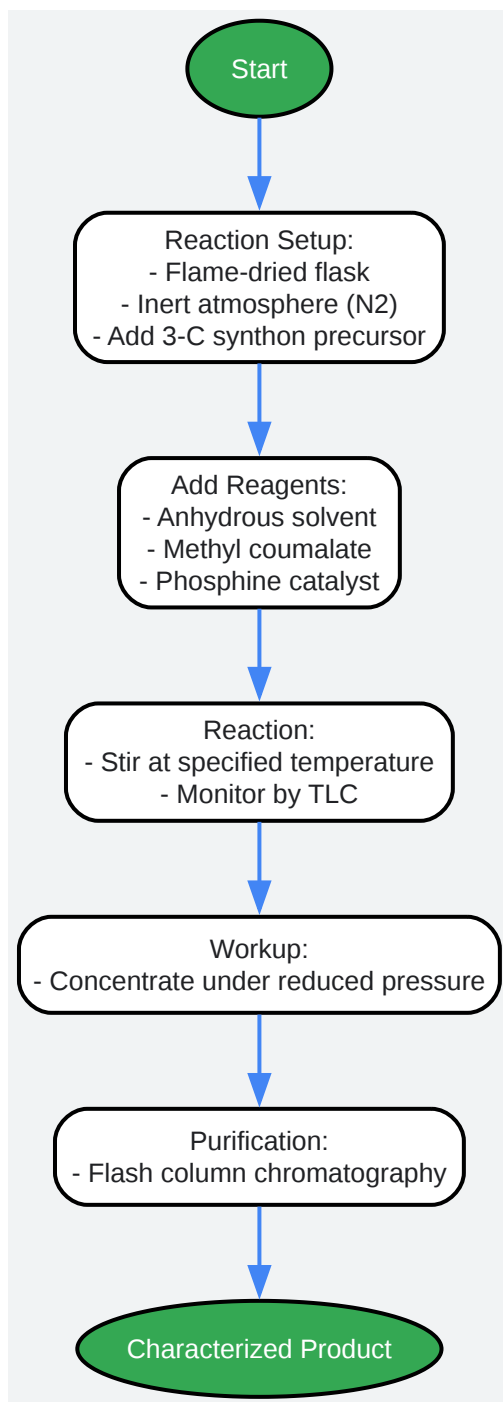 Start
Reaction Setup:
- Flame-dried flask
- Inert atmosphere (N2)
- Add 3-C synthon precursor
Add Reagents:
- Anhydrous solvent
- Methyl coumalate
- Phosphine catalyst
Reaction:
- Stir at specified temperature
- Monitor by TLC
Workup:
- Concentrate under reduced pressure
Purification:
- Flash column chromatography
Characterized Product